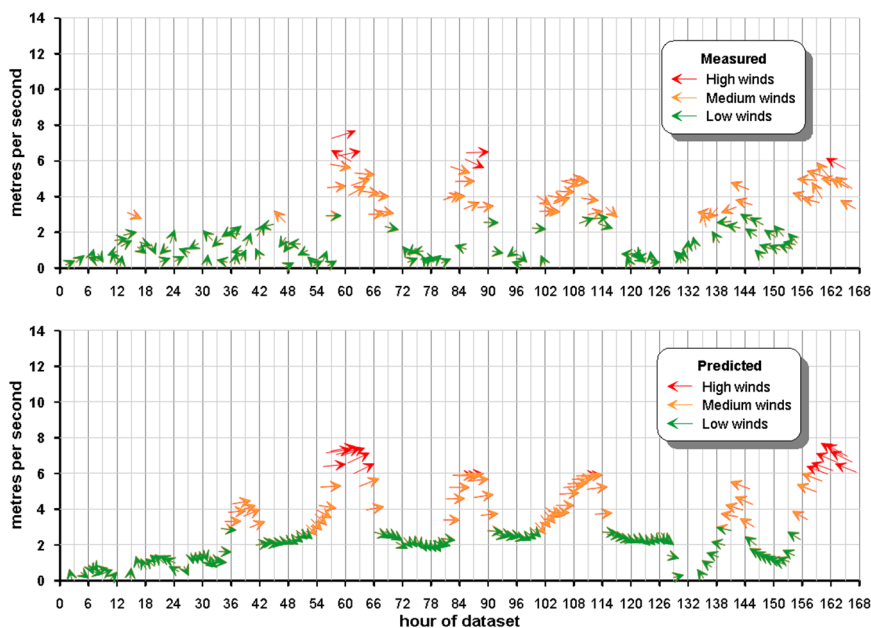 14
12
10
8
6
4
2
0
metres per second
Measured
High winds
Medium winds
Low winds
0 6 12 18 24 30 36 42 48 54 60 66 72 78 84 90 96 102 108 114 120 126 132 138 144 150 156 162 168
14
12
10
8
6
4
2
0
metres per second
Predicted
High winds
Medium winds
Low winds
0 6 12 18 24 30 36 42 48 54 60 66 72 78 84 90 96 102 108 114 120 126 132 138 144 150 156 162 168
hour of dataset